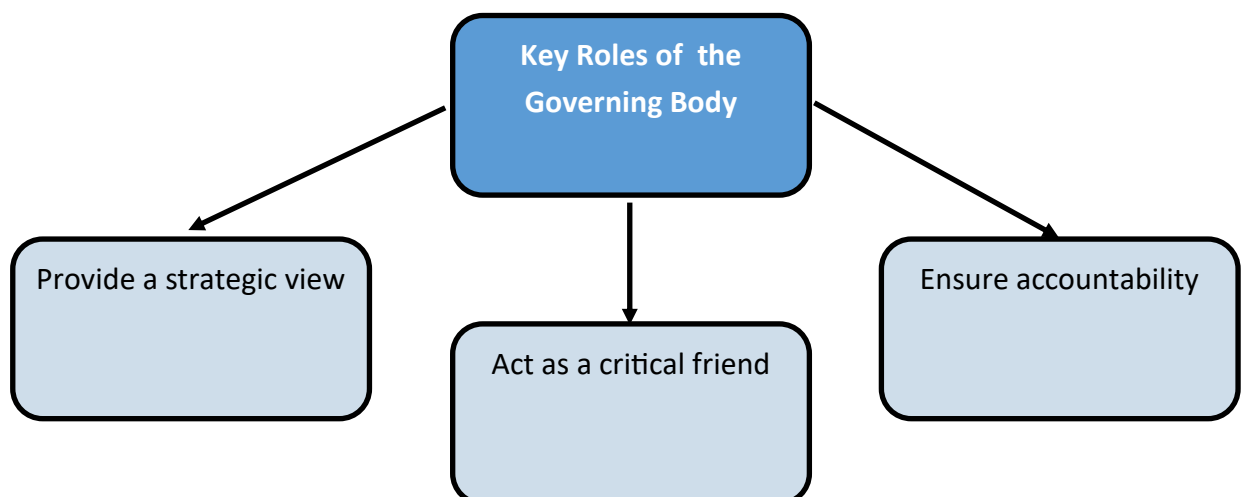 Key Roles of  the
Governing Body
Provide a strategic view
Act as a critical friend
Ensure accountability